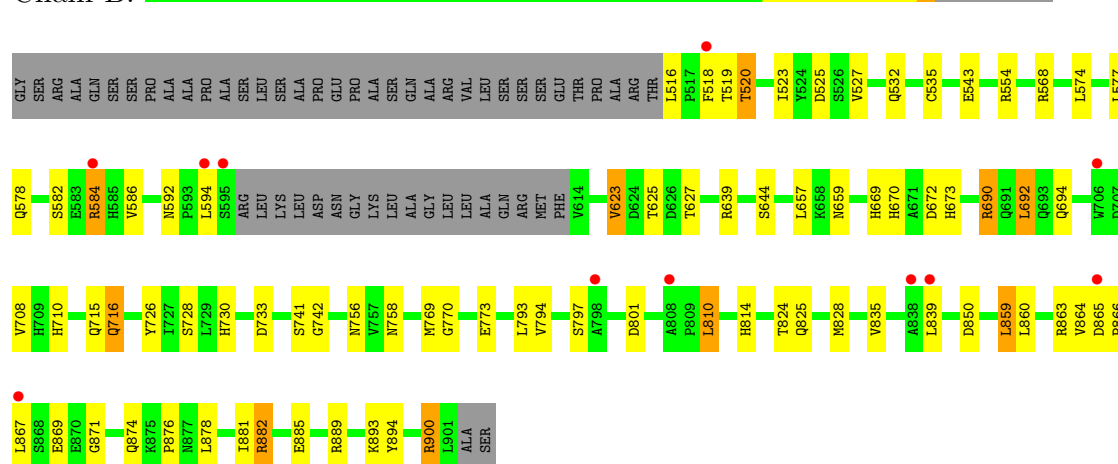 Chain B:
GLY SER ARG ALA ALA GLN SER SER PRO ALA ALA PRO ALA SER LEU SER ALA PRO GLU PRO ALA SER GLN ALA ARG VAL LEU SER SER SER GLU THR PRO ALA ARG THR L516 P517 F518 T519 T520 I523 Y524 D525 S526 V527 Q532 C535 E543 R554 R568 L574 L577
Q578 S582 E583 R584 H585 V586 N592 P593 L594 S595 ARG LEU LYS LEU ASP ASN GLY LYS LEU ALA GLY LEU LEU ALA GLN ARG MET PHE V614 V623 D624 T625 D626 T627 R639 S644 L657 K658 N659 H669 H670 A671 D672 H673 R690 Q691 L692 Q693 Q694 W706 P707
V708 H709 H710 Q715 Q716 Y726 I727 S728 L729 H730 D733 S741 G742 N756 V757 N758 M769 G770 E773 L793 V794 S797 A798 D801 A808 P809 L810 H814 T824 Q825 M828 V835 A838 L839 D850 L859 L860 R863 V864 D865 P866
L867 S868 E869 E870 G871 Q874 K875 P876 N877 L878 I881 R882 E885 R889 K893 Y894 R900 L901 ALA SER